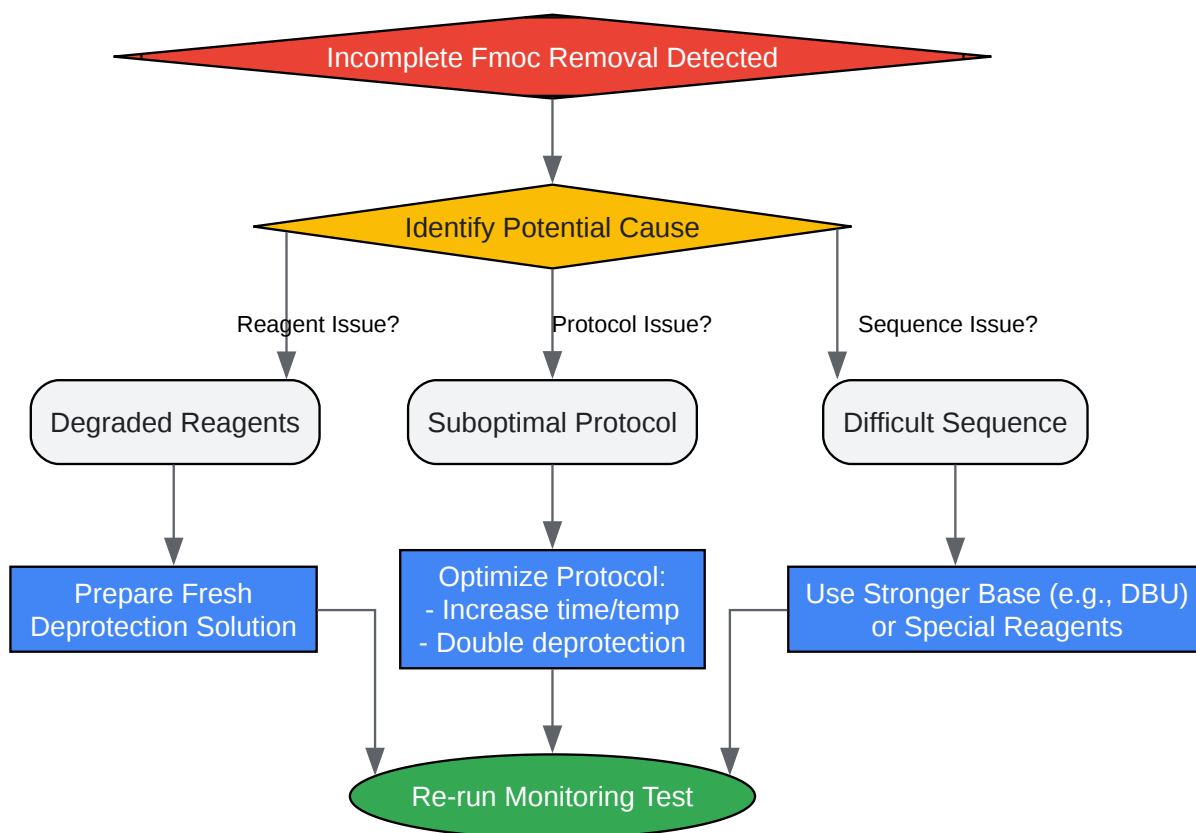 Incomplete Fmoc Removal Detected
Identify Potential Cause
Reagent Issue?
Protocol Issue?
Sequence Issue?
Degraded Reagents
Suboptimal Protocol
Difficult Sequence
Prepare Fresh
Deprotection Solution
Optimize Protocol:
- Increase time/temp
- Double deprotection
Use Stronger Base (e.g., DBU)
or Special Reagents
Re-run Monitoring Test